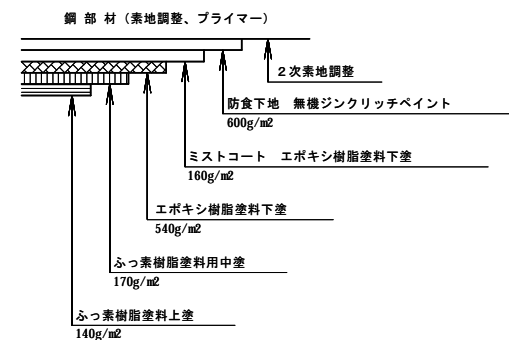 鋼 部 材（素地調整、プライマー）
２次素地調整
防食下地　無機ジンクリッチペイント
600g/m2
ミストコート　エポキシ樹脂塗料下塗
160g/m2
エポキシ樹脂塗料下塗
540g/m2
ふっ素樹脂塗料用中塗
170g/m2
ふっ素樹脂塗料上塗
140g/m2